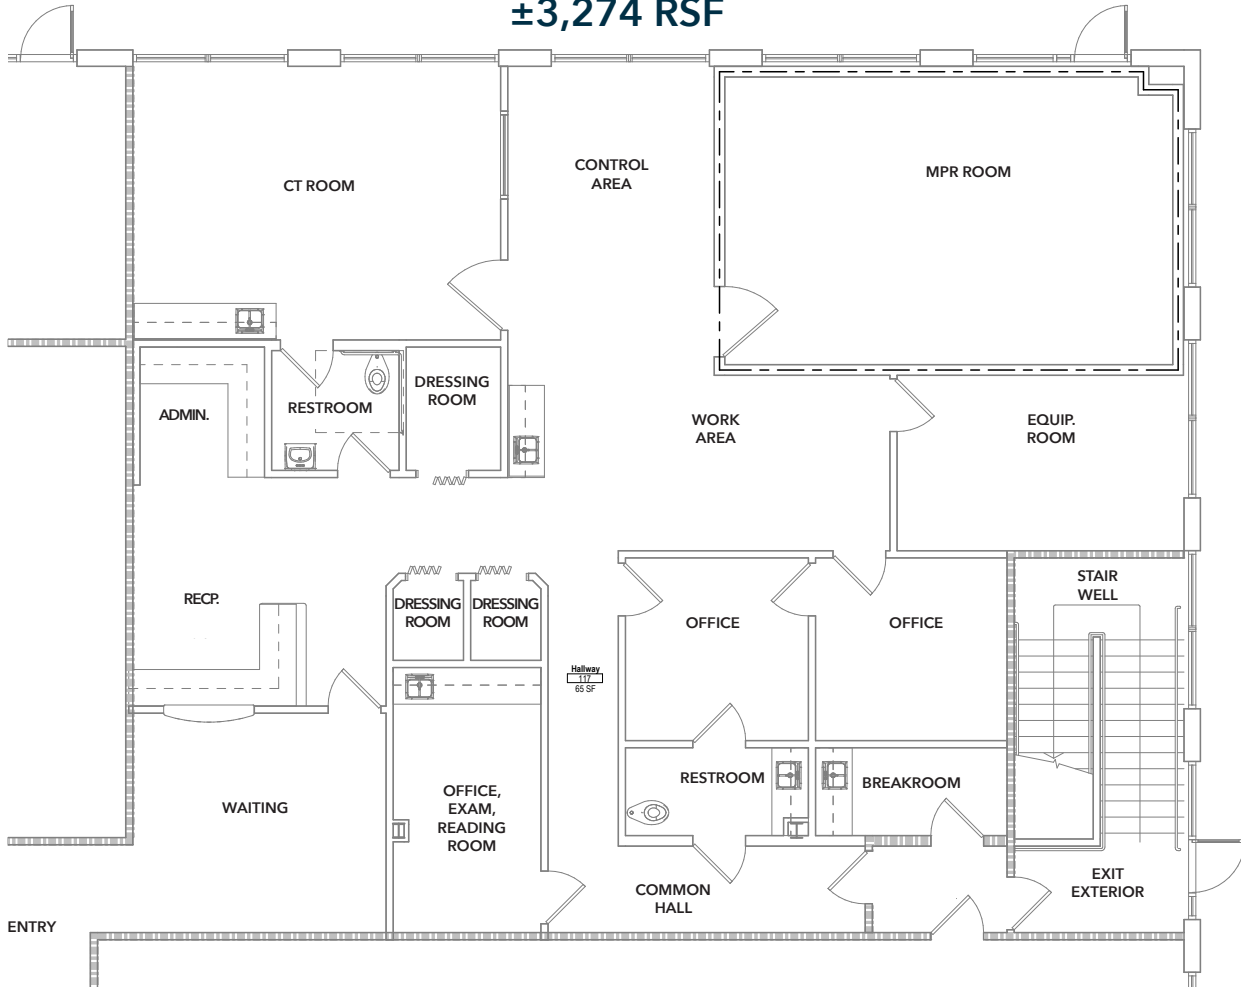 ±3,274 RSF
CT ROOM
CONTROL
AREA
MPR ROOM
ADMIN.
RESTROOM
DRESSING
ROOM
WORK
AREA
EQUIP.
ROOM
RECP.
DRESSING
ROOM
DRESSING
ROOM
OFFICE
OFFICE
STAIR
WELL
Hallway
117
65 SF
WAITING
OFFICE,
EXAM,
READING
ROOM
RESTROOM
BREAKROOM
COMMON
HALL
EXIT
EXTERIOR
ENTRY